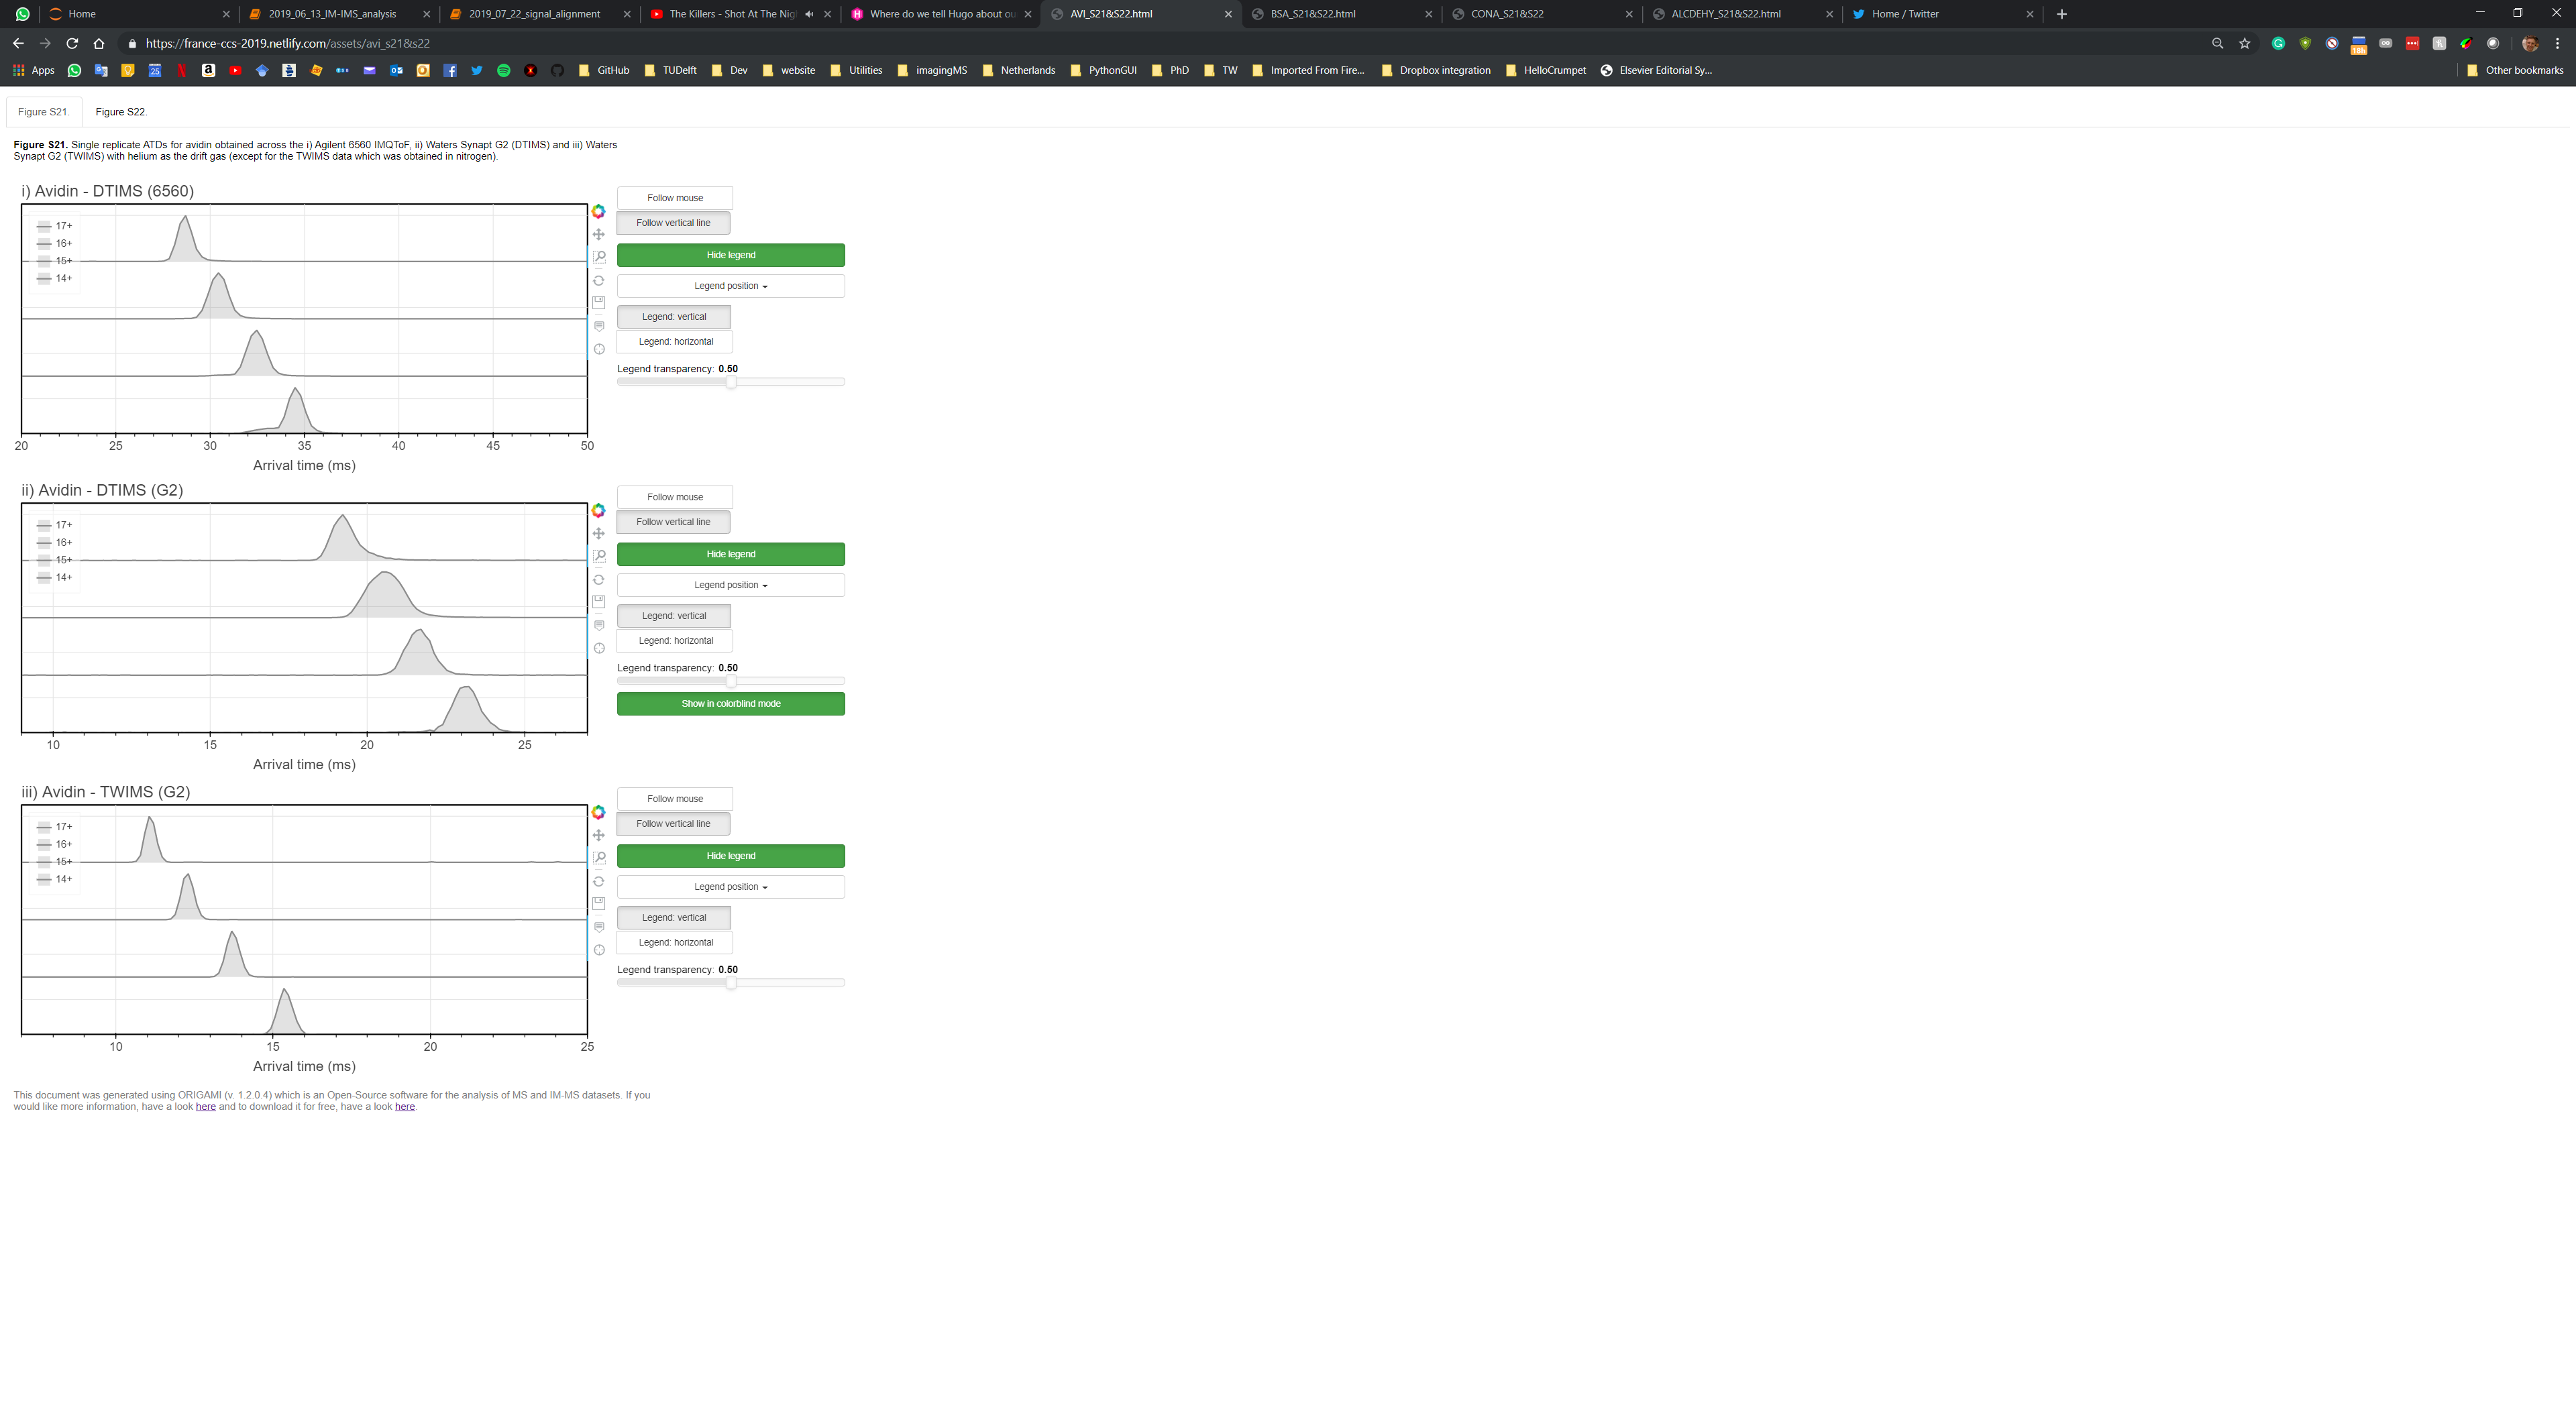 Home
2019_06_13_IM-IMS_analysis
2019_07_22_signal_alignment
The Killers - Shot At The Nig
Where do we tell Hugo about ou
AVI_S21&S22.html
BSA_S21&S22.html
CONA_S21&S22
ALCDEHY_S21&S22.html
Home / Twitter
https://france-ccs-2019.netlify.com/assets/avi_s21&s22
18h
Apps
25
GitHub
TUDelft
Dev
website
Utilities
imagingMS
Netherlands
PythonGUI
PhD
TW
Imported From Fire...
Dropbox integration
HelloCrumpet
Elsevier Editorial Sy...
Other bookmarks
Figure S21.
Figure S22.
Figure S21. Single replicate ATDs for avidin obtained across the i) Agilent 6560 IMQToF, ii) Waters Synapt G2 (DTIMS) and iii) Waters
Synapt G2 (TWIMS) with helium as the drift gas (except for the TWIMS data which was obtained in nitrogen).
i) Avidin - DTIMS (6560)
17+
16+
15+
14+
20 25 30 35 40 45 50
Arrival time (ms)
Follow mouse
Follow vertical line
Hide legend
Legend position
Legend: vertical
Legend: horizontal
Legend transparency: 0.50
ii) Avidin - DTIMS (G2)
17+
16+
15+
14+
10 15 20 25
Arrival time (ms)
Follow mouse
Follow vertical line
Hide legend
Legend position
Legend: vertical
Legend: horizontal
Legend transparency: 0.50
Show in colorblind mode
iii) Avidin - TWIMS (G2)
17+
16+
15+
14+
10 15 20 25
Arrival time (ms)
Follow mouse
Follow vertical line
Hide legend
Legend position
Legend: vertical
Legend: horizontal
Legend transparency: 0.50
This document was generated using ORIGAMI (v. 1.2.0.4) which is an Open-Source software for the analysis of MS and IM-MS datasets. If you
would like more information, have a look here and to download it for free, have a look here.